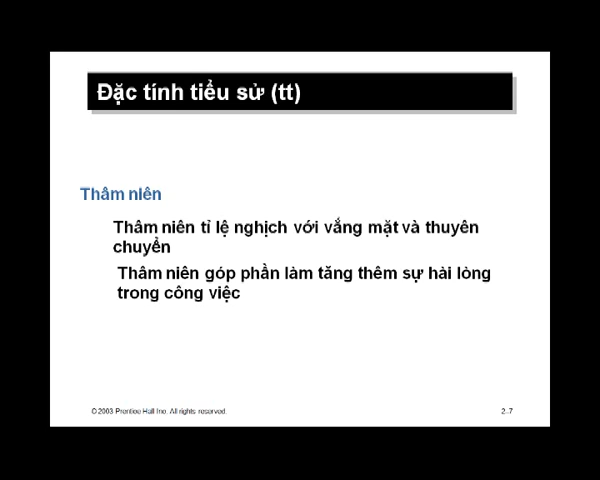 Đặc tính tiểu sử (tt)
Thâm niên
Thâm niên tỉ lệ nghịch với vắng mặt và thuyên
chuyển
Thâm niên góp phần làm tăng thêm sự hài lòng
trong công việc
© 2003 Prentice Hall Inc. All rights reserved.
2–7